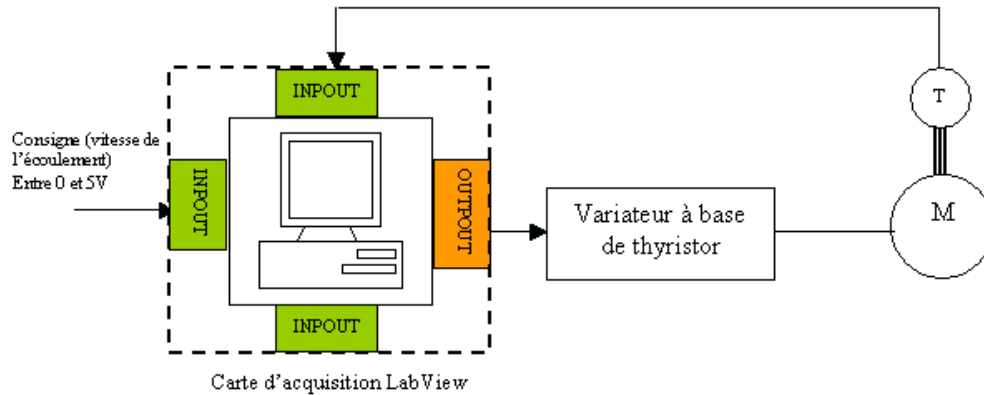 INPOUT
T
Consigne (vitesse de
l'écoulement)
Entre 0 et 5V
INPOUT
OUTPOUT
Variateur à base
de thyristor
M
INPOUT
Carte d'acquisition LabView